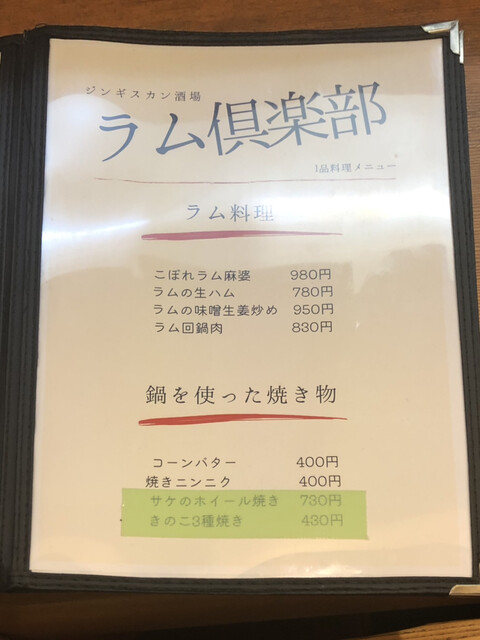 ジンギスカン酒場
ラム倶楽部
1品料理メニュー
ラム料理
こぼれラム麻婆 980円
ラムの生ハム 780円
ラムの味噌生姜炒め 950円
ラム回鍋肉 830円
鍋を使った焼き物
コーンバター 400円
焼きニンニク 400円
サケのホイール焼き 730円
きのこ3種焼き 430円